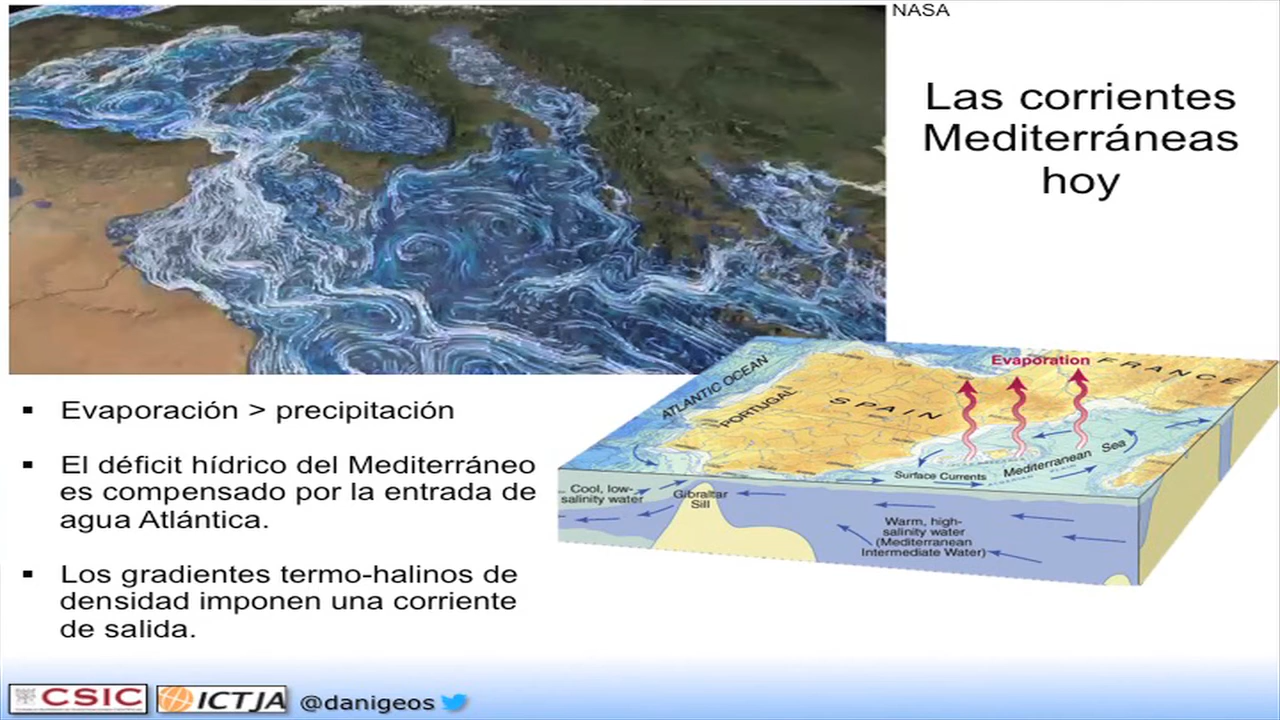 NASA
Las corrientes
Mediterráneas
hoy
▪ Evaporación > precipitación
▪ El déficit hídrico del Mediterráneo
es compensado por la entrada de
agua Atlántica.
▪ Los gradientes termo-halinos de
densidad imponen una corriente
de salida.
Evaporation
FRANCE
ATLANTIC OCEAN
PORTUGAL
SPAIN
Mediterranean Sea
Surface Currents
Cool, low-
salinity water
Gibraltar
Sill
Warm, high-
salinity water
(Mediterranean
Intermediate Water)
CSIC
ICTJA
@danigeos